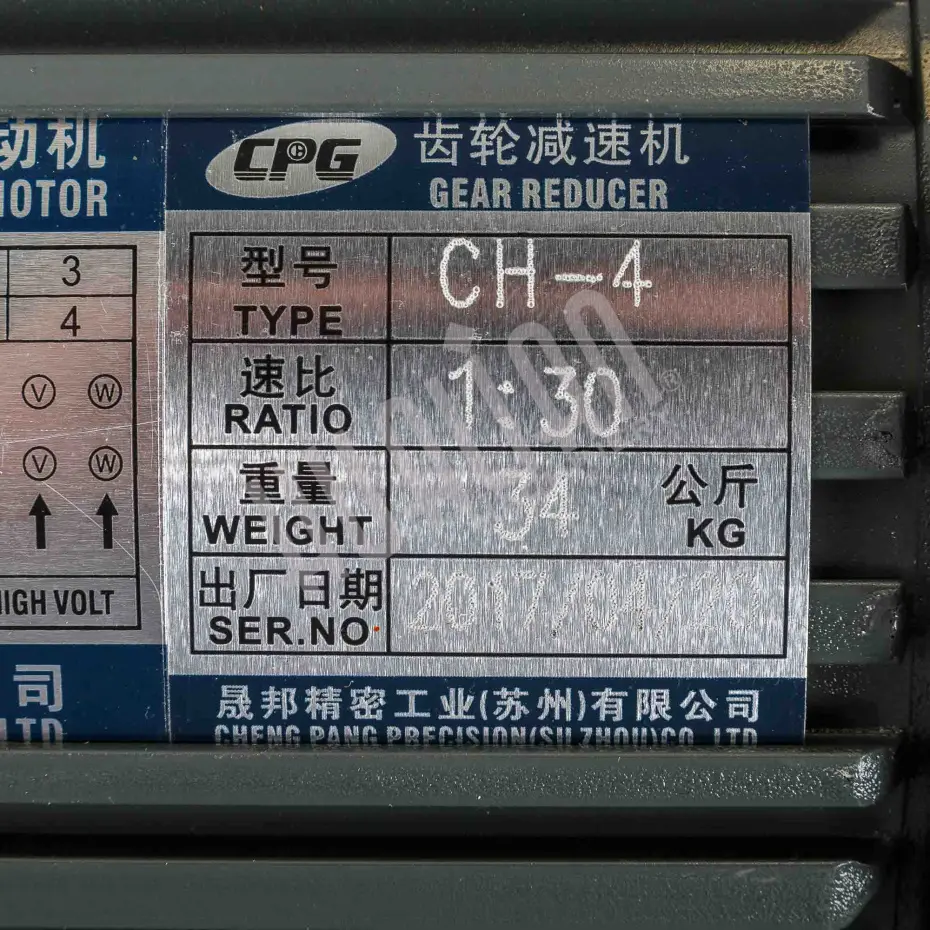 动机
MOTOR
3
4
V W
V W
HIGH VOLT
司
LTD
CPG 齿轮减速机
GEAR REDUCER
型号
TYPE
CH-4
速比
RATIO
1:30
重量
WEIGHT
34
公斤
KG
出厂日期
SER.NO
晟邦精密工业(苏州)有限公司
CHENG PANG PRECISION(SUZHOU)CO.,LTD